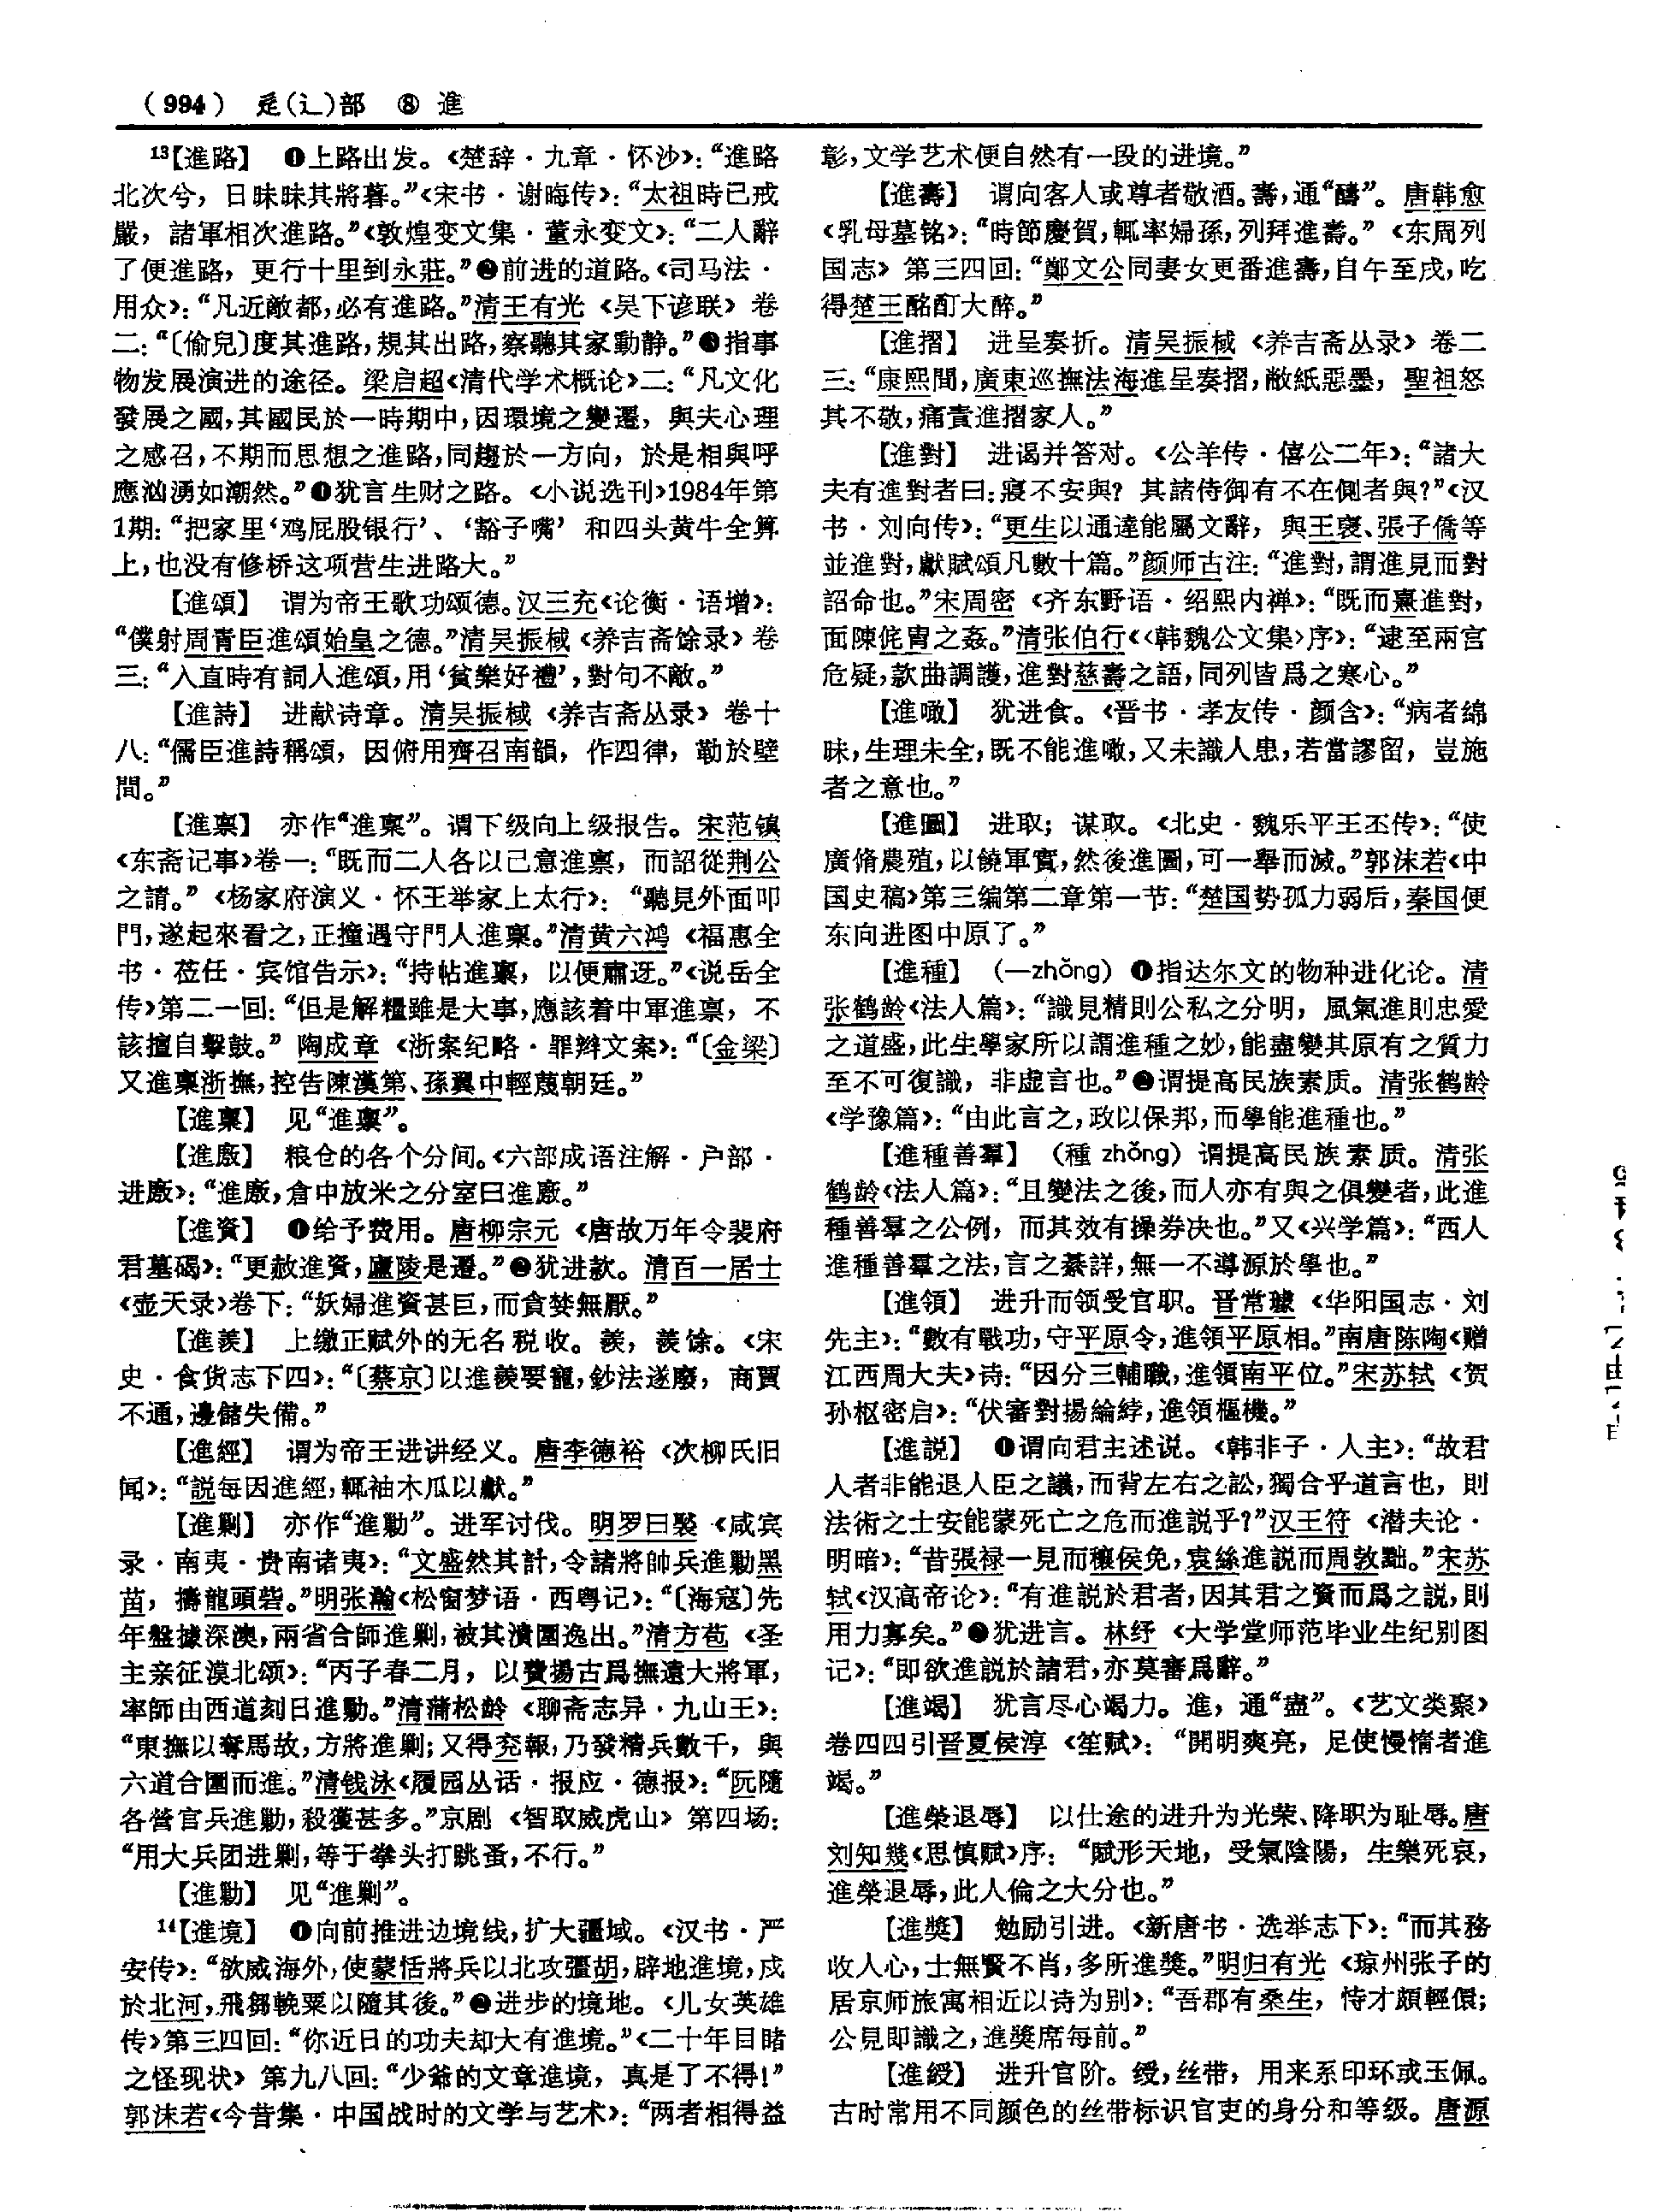 （994） 辵(辶)部 ⑧ 進
¹³【進路】 ❶上路出发。《楚辞·九章·怀沙》：“進路
北次兮，日昧昧其將暮。”《宋书·谢晦传》：“太祖時已戒
嚴，諸軍相次進路。”《敦煌变文集·董永变文》：“二人辭
了便進路，更行十里到永莊。”❷前进的道路。《司马法·
用众》：“凡近敵都，必有進路。”清王有光《吴下谚联》卷
二：“〔偷兒〕度其進路，規其出路，察聽其家動静。”❸指事
物发展演进的途径。梁启超《清代学术概论》二：“凡文化
發展之國，其國民於一時期中，因環境之變遷，與夫心理
之感召，不期而思想之進路，同趨於一方向，於是相與呼
應洶湧如潮然。”❹犹言生财之路。《小说选刊》1984年第
1期：“把家里‘鸡屁股银行’、‘豁子嘴’和四头黄牛全算
上，也没有修桥这项营生进路大。”
【進頌】 谓为帝王歌功颂德。汉王充《论衡·语增》：
“僕射周青臣進頌始皇之德。”清吴振棫《养吉斋馀录》卷
三：“入直時有詞人進頌，用‘貧樂好禮’，對句不敵。”
【進詩】 进献诗章。清吴振棫《养吉斋丛录》卷十
八：“儒臣進詩稱頌，因俯用齊召南韻，作四律，勒於壁
間。”
【進禀】 亦作“進稟”。谓下级向上级报告。宋范镇
《东斋记事》卷一：“既而二人各以己意進禀，而詔從荆公
之請。”《杨家府演义·怀王举家上太行》：“聽見外面叩
門，遂起來看之，正撞遇守門人進稟。”清黄六鸿《福惠全
书·莅任·宾馆告示》：“持帖進稟，以便肅迓。”《说岳全
传》第二一回：“但是解糧雖是大事，應該着中軍進禀，不
該擅自擊鼓。”陶成章《浙案纪略·罪辩文案》：“〔金梁〕
又進稟浙撫，控告陳漢第、孫翼中輕蔑朝廷。”
【進稟】 见“進禀”。
【進廒】 粮仓的各个分间。《六部成语注解·户部·
进廒》：“進廒，倉中放米之分室曰進廒。”
【進資】 ❶给予费用。唐柳宗元《唐故万年令裴府
君墓碣》：“更赦進資，廬陵是遷。”❷犹进款。清百一居士
《壶天录》卷下：“妖婦進資甚巨，而貪婪無厭。”
【進羨】 上缴正赋外的无名税收。羡，羡馀。《宋
史·食货志下四》：“〔蔡京〕以進羨要寵，鈔法遂廢，商賈
不通，邊儲失備。”
【進經】 谓为帝王进讲经义。唐李德裕《次柳氏旧
闻》：“説每因進經，輒袖木瓜以獻。”
【進剿】 亦作“進勦”。进军讨伐。明罗曰褧《咸宾
录·南夷·贵南诸夷》：“文盛然其計，令諸將帥兵進勦黑
苗，擣龍頭砦。”明张瀚《松窗梦语·西粤记》：“〔海寇〕先
年盤據深澳，兩省合師進剿，被其潰圍逸出。”清方苞《圣
主亲征漠北颂》：“丙子春二月，以費揚古爲撫遠大將軍，
率師由西道刻日進勦。”清蒲松龄《聊斋志异·九山王》：
“東撫以奪馬故，方將進剿；又得兖報，乃發精兵數千，與
六道合圍而進。”清钱泳《履园丛话·报应·德报》：“阮隨
各營官兵進勦，殺獲甚多。”京剧《智取威虎山》第四场：
“用大兵团进剿，等于拳头打跳蚤，不行。”
【進勦】 见“進剿”。
¹⁴【進境】 ❶向前推进边境线，扩大疆域。《汉书·严
安传》：“欲威海外，使蒙恬將兵以北攻彊胡，辟地進境，戍
於北河，飛芻輓粟以隨其後。”❷进步的境地。《儿女英雄
传》第三四回：“你近日的功夫却大有進境。”《二十年目睹
之怪现状》第九八回：“少爺的文章進境，真是了不得！”
郭沫若《今昔集·中国战时的文学与艺术》：“两者相得益
彰，文学艺术便自然有一段的进境。”
【進壽】 谓向客人或尊者敬酒。壽，通“醻”。唐韩愈
《乳母墓铭》：“時節慶賀，輒率婦孫，列拜進壽。”《东周列
国志》第三四回：“鄭文公同妻女更番進壽，自午至戌，吃
得楚王酩酊大醉。”
【進摺】 进呈奏折。清吴振棫《养吉斋丛录》卷二
三：“康熙間，廣東巡撫法海進呈奏摺，敝紙惡墨，聖祖怒
其不敬，痛責進摺家人。”
【進對】 进谒并答对。《公羊传·僖公二年》：“諸大
夫有進對者曰：寢不安與？其諸侍御有不在側者與？”《汉
书·刘向传》：“更生以通達能屬文辭，與王襃、張子僑等
並進對，獻賦頌凡數十篇。”颜师古注：“進對，謂進見而對
詔命也。”宋周密《齐东野语·绍熙内禅》：“既而熹進對，
面陳侂胄之姦。”清张伯行《〈韩魏公文集〉序》：“逮至兩宫
危疑，款曲調護，進對慈壽之語，同列皆爲之寒心。”
【進噉】 犹进食。《晋书·孝友传·颜含》：“病者綿
昧，生理未全，既不能進噉，又未識人患，若當謬留，豈施
者之意也。”
【進圖】 进取；谋取。《北史·魏乐平王丕传》：“使
廣脩農殖，以饒軍實，然後進圖，可一舉而滅。”郭沫若《中
国史稿》第三编第二章第一节：“楚国势孤力弱后，秦国便
东向进图中原了。”
【進種】 （—zhǒng）❶指达尔文的物种进化论。清
张鹤龄《法人篇》：“識見精則公私之分明，風氣進則忠愛
之道盛，此生學家所以謂進種之妙，能盡變其原有之質力
至不可復識，非虚言也。”❷谓提高民族素质。清张鹤龄
《学豫篇》：“由此言之，政以保邦，而學能進種也。”
【進種善羣】 （種 zhǒng）谓提高民族素质。清张
鹤龄《法人篇》：“且變法之後，而人亦有與之俱變者，此進
種善羣之公例，而其效有操券决也。”又《兴学篇》：“西人
進種善羣之法，言之綦詳，無一不導源於學也。”
【進領】 进升而领受官职。晋常璩《华阳国志·刘
先主》：“數有戰功，守平原令，進領平原相。”南唐陈陶《赠
江西周大夫》诗：“因分三輔職，進領南平位。”宋苏轼《贺
孙枢密启》：“伏審對揚綸綍，進領樞機。”
【進説】 ❶谓向君主述说。《韩非子·人主》：“故君
人者非能退人臣之議，而背左右之訟，獨合乎道言也，則
法術之士安能蒙死亡之危而進説乎？”汉王符《潜夫论·
明暗》：“昔張禄一見而穰侯免，袁絲進説而周勃黜。”宋苏
轼《汉高帝论》：“有進説於君者，因其君之資而爲之説，則
用力寡矣。”❷犹进言。林纾《大学堂师范毕业生纪别图
记》：“即欲進説於諸君，亦莫審爲辭。”
【進竭】 犹言尽心竭力。進，通“盡”。《艺文类聚》
卷四四引晋夏侯淳《笙赋》：“開明爽亮，足使慢惰者進
竭。”
【進榮退辱】 以仕途的进升为光荣、降职为耻辱。唐
刘知幾《思慎赋》序：“賦形天地，受氣陰陽，生樂死哀，
進榮退辱，此人倫之大分也。”
【進獎】 勉励引进。《新唐书·选举志下》：“而其務
收人心，士無賢不肖，多所進獎。”明归有光《琼州张子的
居京师旅寓相近以诗为别》：“吾郡有桑生，恃才頗輕儇；
公見即識之，進獎席每前。”
【進綬】 进升官阶。绶，丝带，用来系印环或玉佩。
古时常用不同颜色的丝带标识官吏的身分和等级。唐源